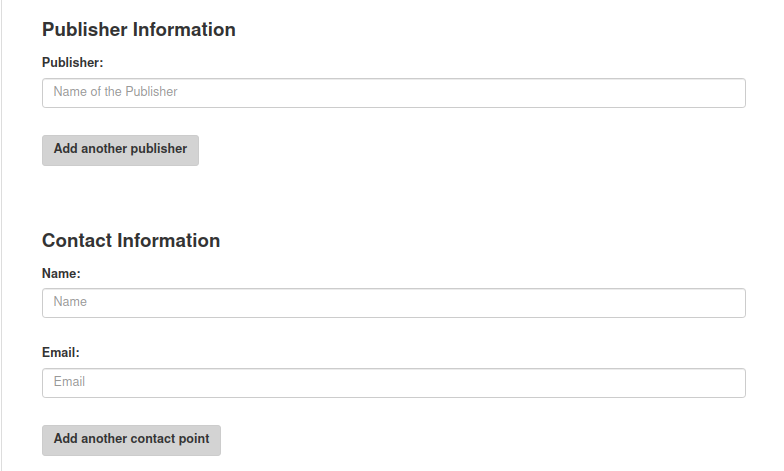 Publisher Information
Publisher:
Name of the Publisher
Add another publisher
Contact Information
Name:
Name
Email:
Email
Add another contact point